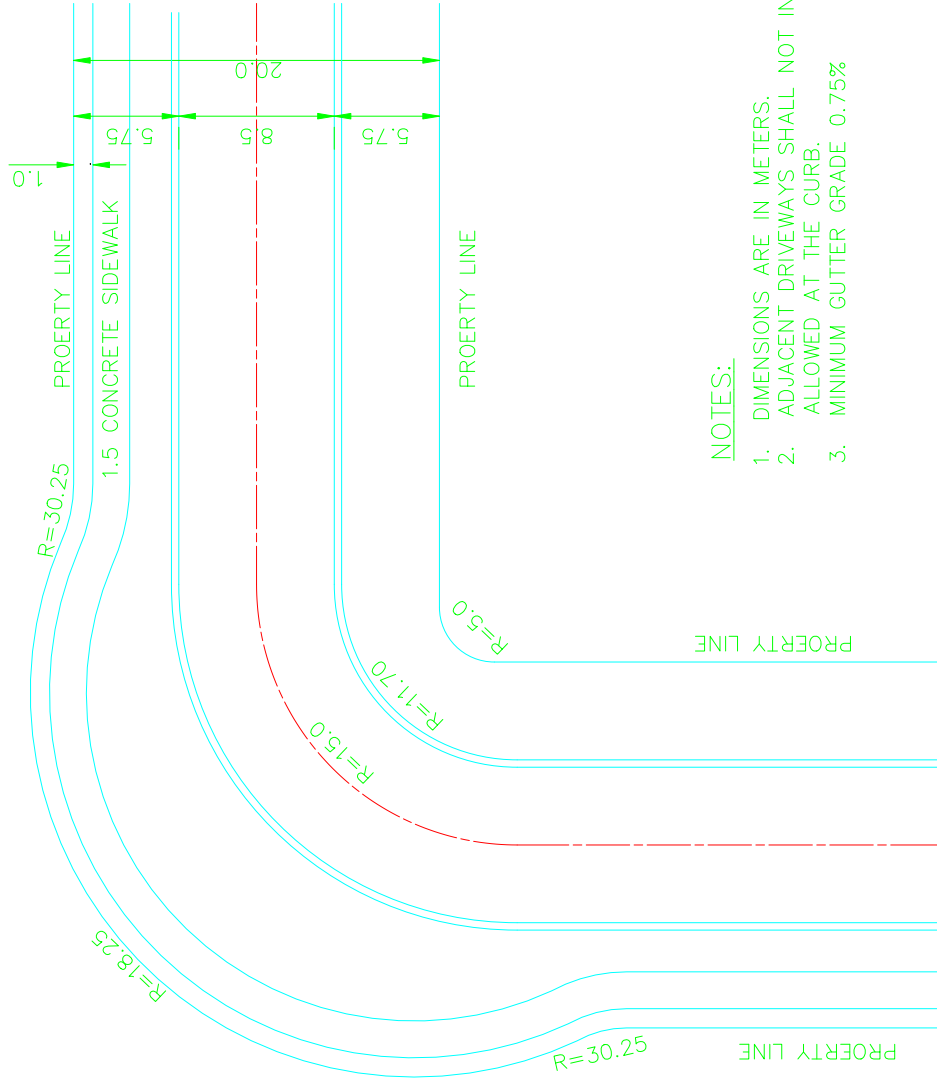 1.0
5.75
8.5
5.75
20.0
PROERTY LINE
1.5 CONCRETE SIDEWALK
R=30.25
PROERTY LINE
R=5.0
R=11.70
R=15.0
R=18.25
R=30.25
PROERTY LINE
PROERTY LINE
NOTES:
1. DIMENSIONS ARE IN METERS.
2. ADJACENT DRIVEWAYS SHALL NOT IN
ALLOWED AT THE CURB.
3. MINIMUM GUTTER GRADE 0.75%